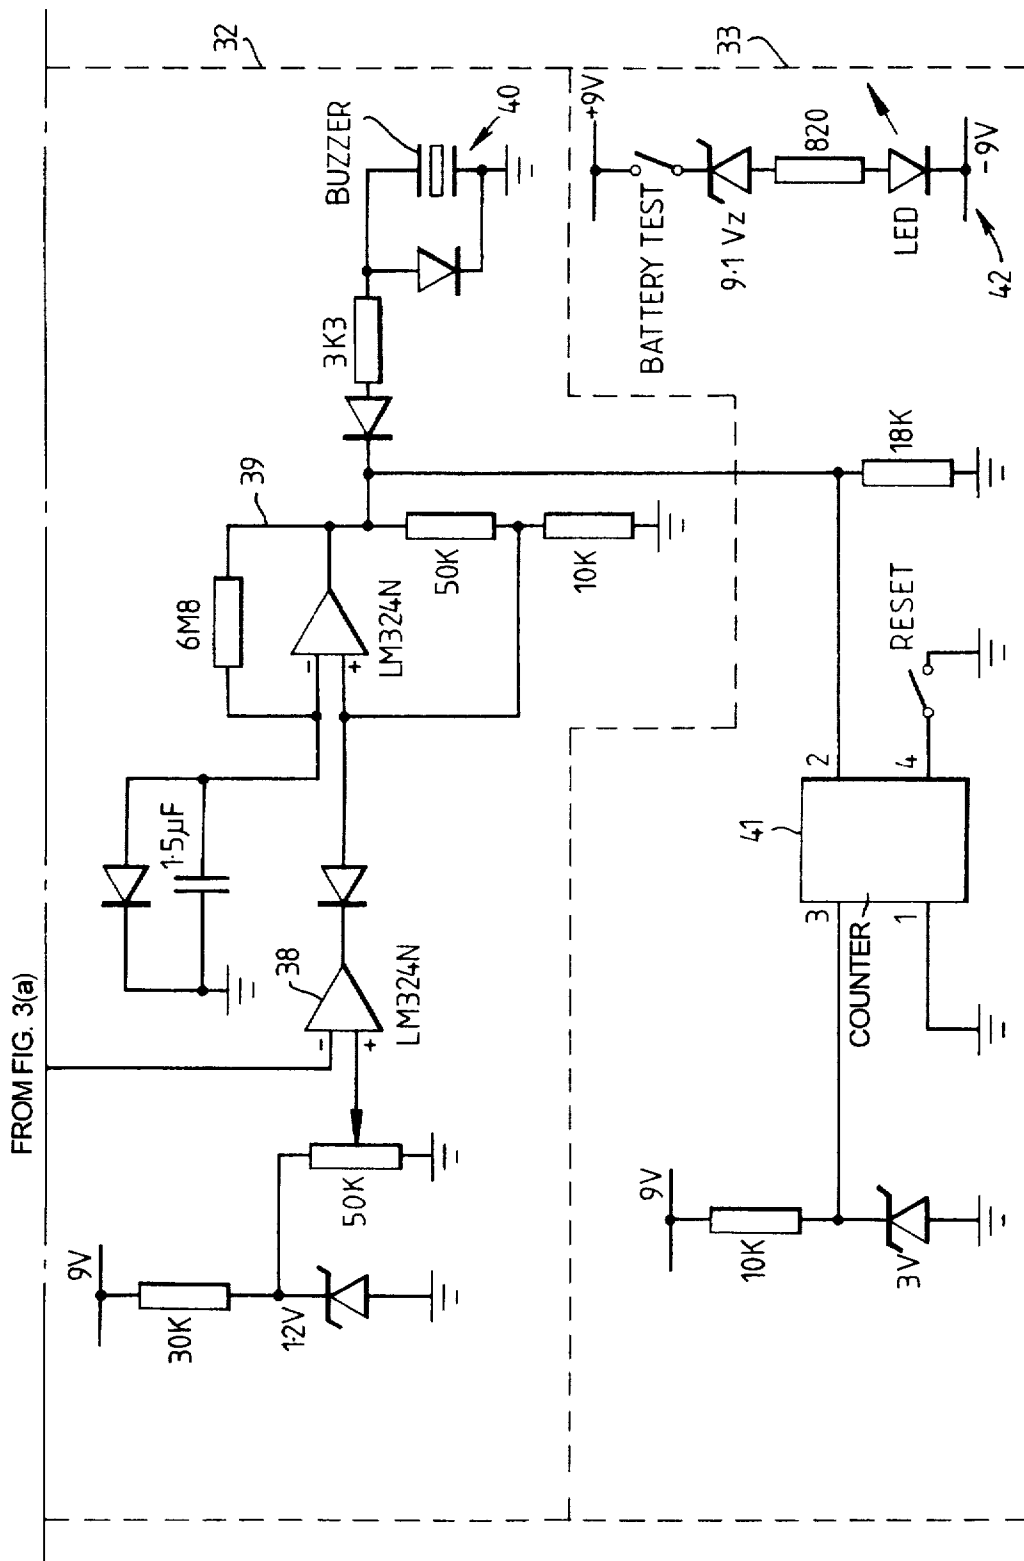 FROM FIG. 3(a)
32
33
9V
30K
1·2V
50K
-
+
38
LM324N
1·5µF
6M8
39
-
+
LM324N
50K
10K
3K3
BUZZER
40
+9V
BATTERY TEST
9·1 Vz
820
LED
-9V
42
9V
10K
3V
COUNTER
41
3
1
2
4
RESET
18K